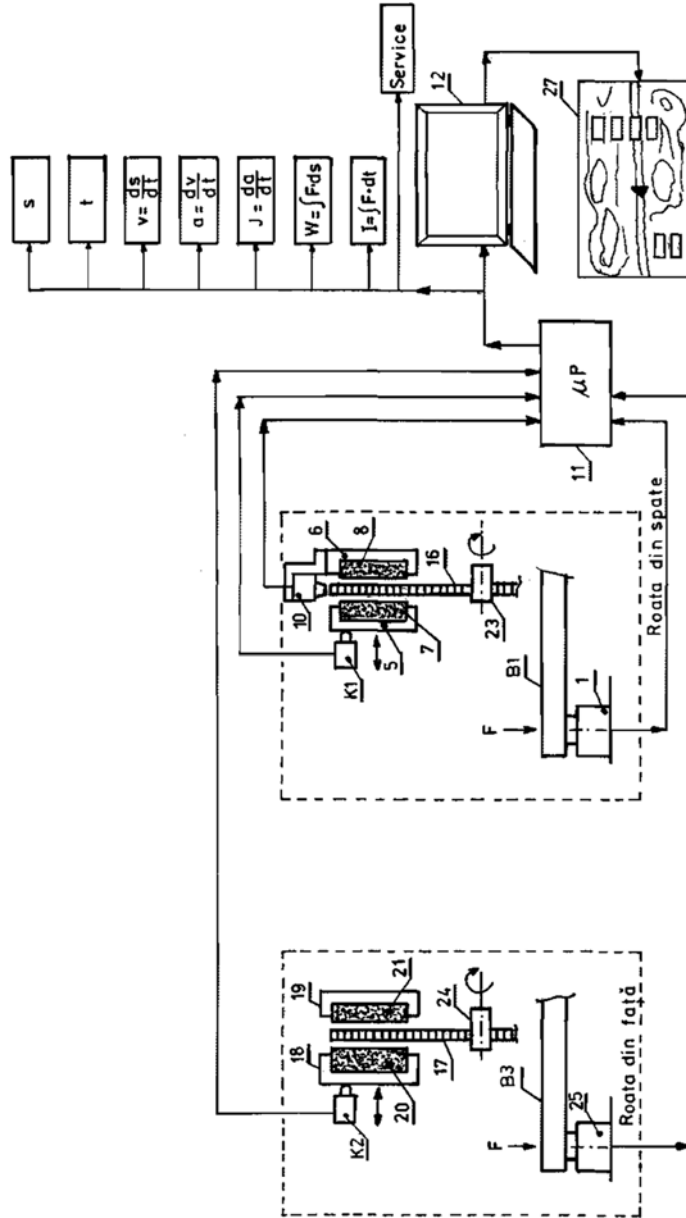 s
t
v = ds/dt
a = dv/dt
J = da/dt
W = ∫F·ds
I = ∫F·dt
Service
12
27
μP
11
10
6
8
16
23
7
5
K1
F
B1
1
Roata din spate
19
21
24
18
17
20
K2
F
B3
25
Roata din față